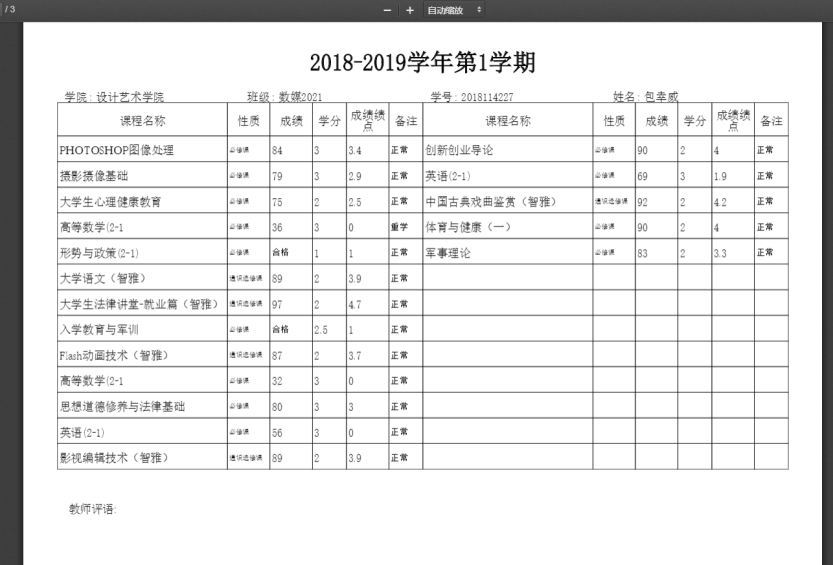 / 3
自动缩放
2018-2019学年第1学期
学院: 设计艺术学院 班级: 数媒2021 学号: 2018114227 姓名: 包幸威
课程名称 性质 成绩 学分 成绩绩点 备注 课程名称 性质 成绩 学分 成绩绩点 备注
PHOTOSHOP图像处理 必修课 84 3 3.4 正常 创新创业导论 必修课 90 2 4 正常
摄影摄像基础 必修课 79 3 2.9 正常 英语(2-1) 必修课 69 3 1.9 正常
大学生心理健康教育 必修课 75 2 2.5 正常 中国古典戏曲鉴赏（智雅） 通识选修课 92 2 4.2 正常
高等数学(2-1 必修课 36 3 0 重学 体育与健康（一） 必修课 90 2 4 正常
形势与政策(2-1) 必修课 合格 1 1 正常 军事理论 必修课 83 2 3.3 正常
大学语文（智雅） 通识选修课 89 2 3.9 正常
大学生法律讲堂-就业篇（智雅） 通识选修课 97 2 4.7 正常
入学教育与军训 必修课 合格 2.5 1 正常
Flash动画技术（智雅） 通识选修课 87 2 3.7 正常
高等数学(2-1 必修课 32 3 0 正常
思想道德修养与法律基础 必修课 80 3 3 正常
英语(2-1) 必修课 56 3 0 正常
影视编辑技术（智雅） 通识选修课 89 2 3.9 正常
教师评语: